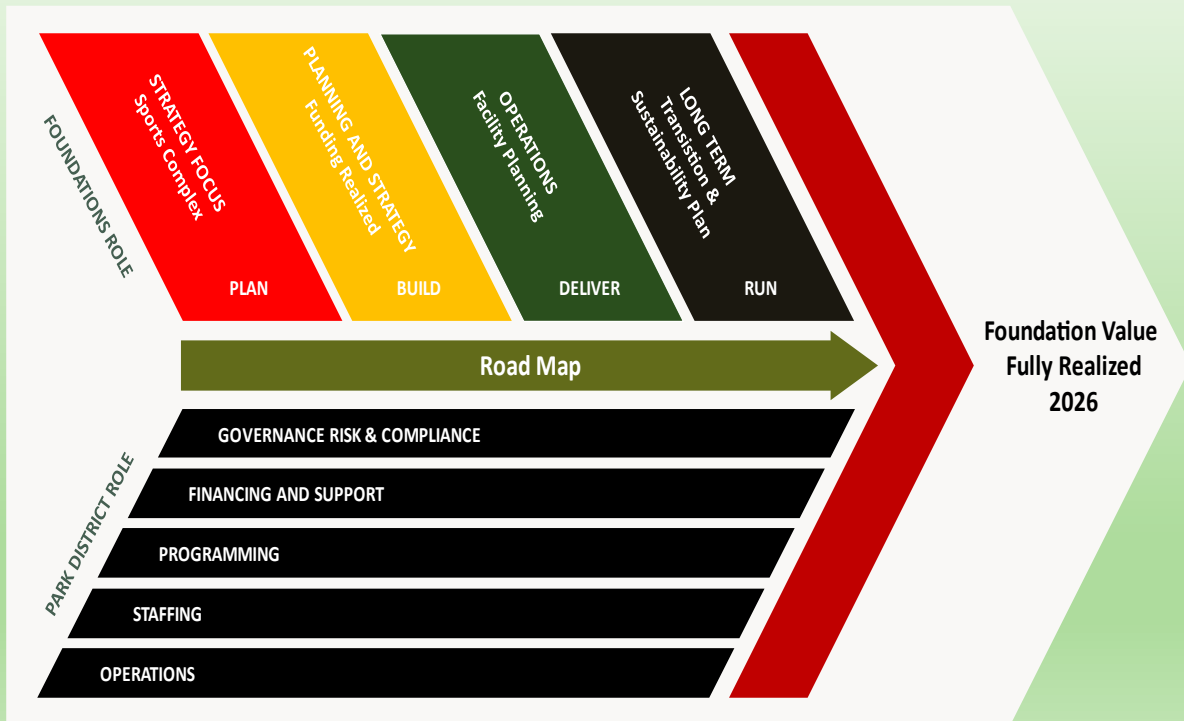 FOUNDATIONS ROLE
STRATEGY FOCUS
Sports Complex
PLAN
PLANNING AND STRATEGY
Funding Realized
BUILD
OPERATIONS
Facility Planning
DELIVER
LONG TERM
Transistion &
Sustainability Plan
RUN
Road Map
Foundation Value
Fully Realized
2026
PARK DISTRICT ROLE
GOVERNANCE RISK & COMPLIANCE
FINANCING AND SUPPORT
PROGRAMMING
STAFFING
OPERATIONS